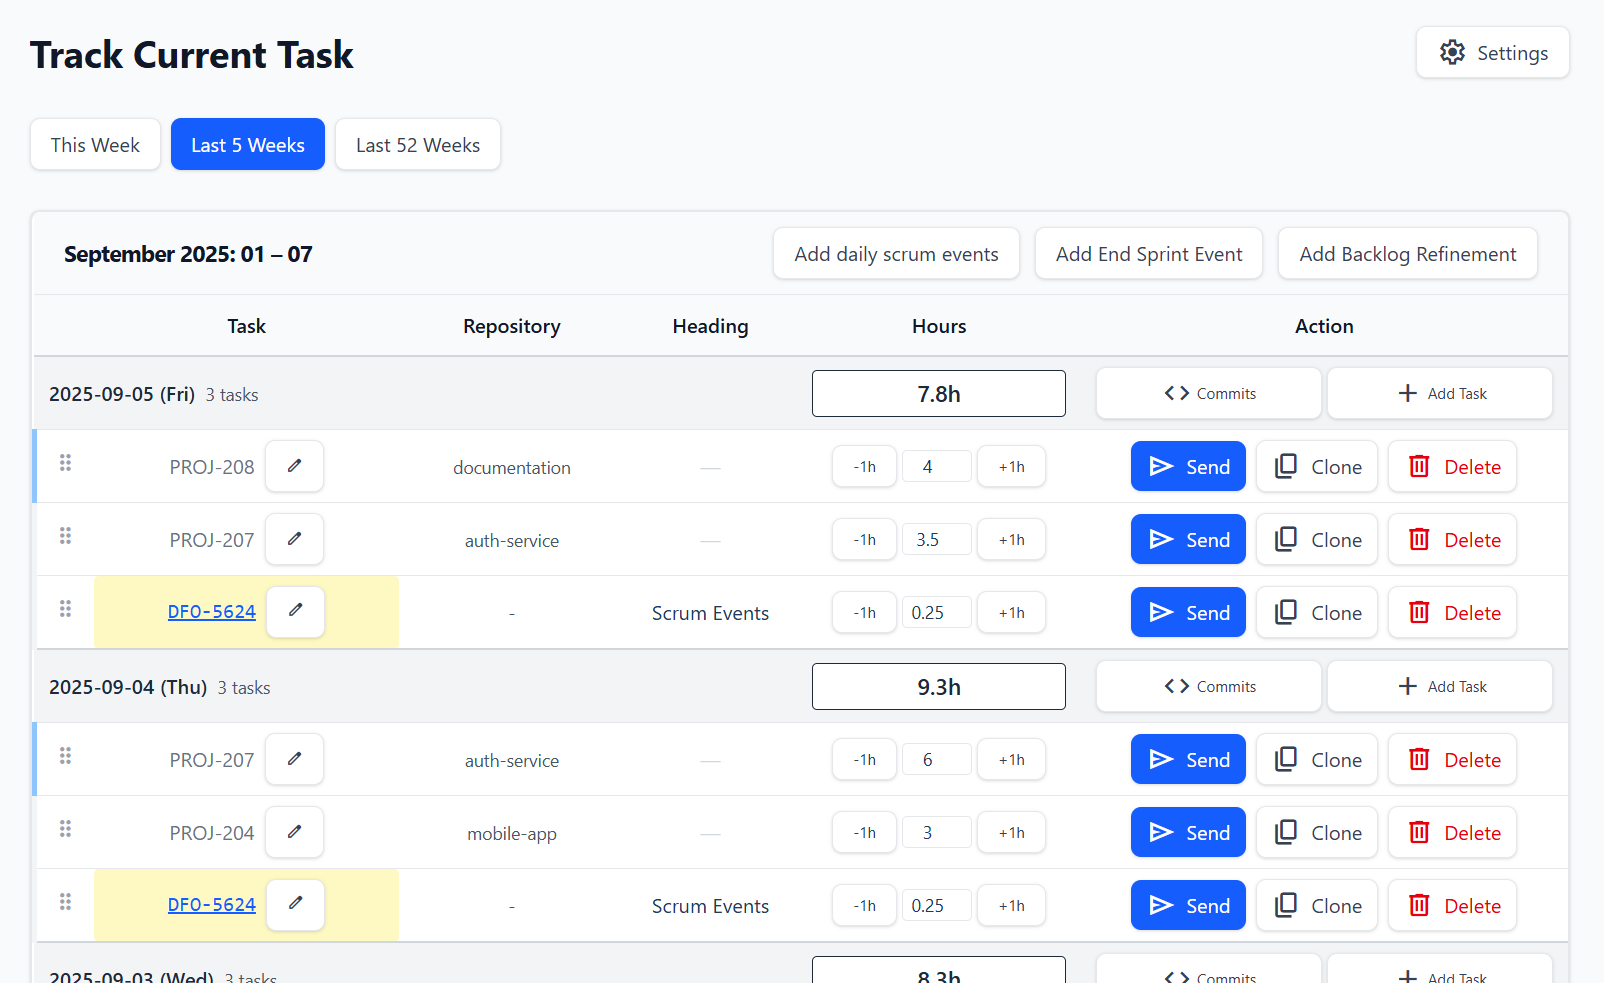 Track Current Task
Settings
This Week
Last 5 Weeks
Last 52 Weeks
September 2025: 01 – 07
Add daily scrum events
Add End Sprint Event
Add Backlog Refinement
Task Repository Heading Hours Action
2025-09-05 (Fri) 3 tasks 7.8h Commits Add Task
PROJ-208 documentation — -1h 4 +1h Send Clone Delete
PROJ-207 auth-service — -1h 3.5 +1h Send Clone Delete
DFO-5624 - Scrum Events -1h 0.25 +1h Send Clone Delete
2025-09-04 (Thu) 3 tasks 9.3h Commits Add Task
PROJ-207 auth-service — -1h 6 +1h Send Clone Delete
PROJ-204 mobile-app — -1h 3 +1h Send Clone Delete
DFO-5624 - Scrum Events -1h 0.25 +1h Send Clone Delete
2025-09-03 (Wed) 3 tasks 8.3h Commits Add Task